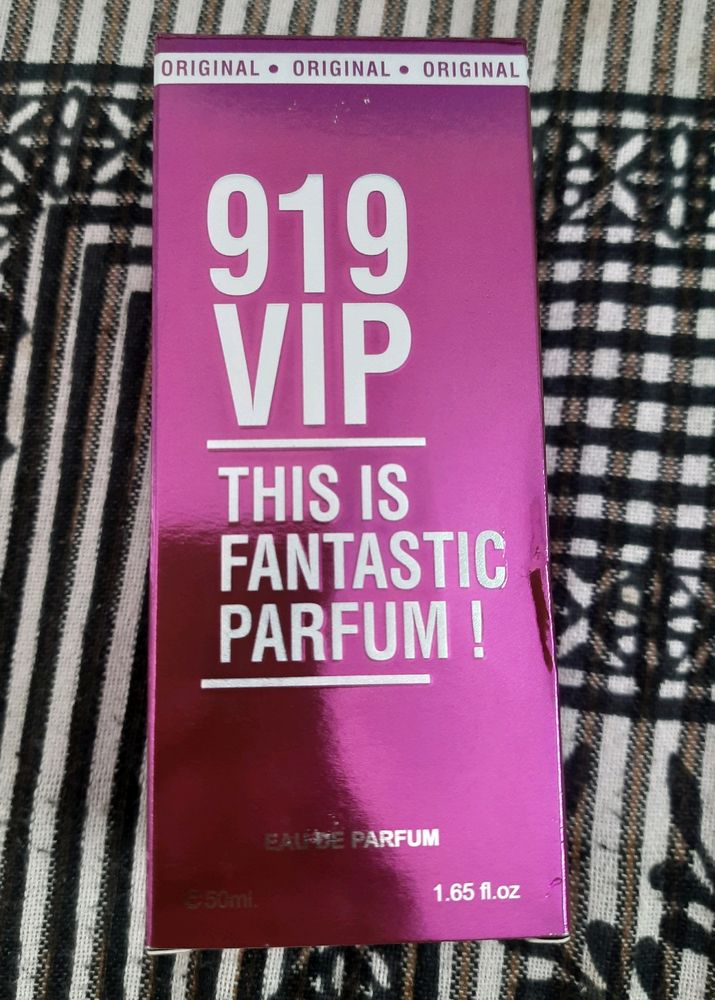 ORIGINAL • ORIGINAL • ORIGINAL
919
VIP
THIS IS
FANTASTIC
PARFUM !
EAU DE PARFUM
℮50ml. 1.65 fl.oz